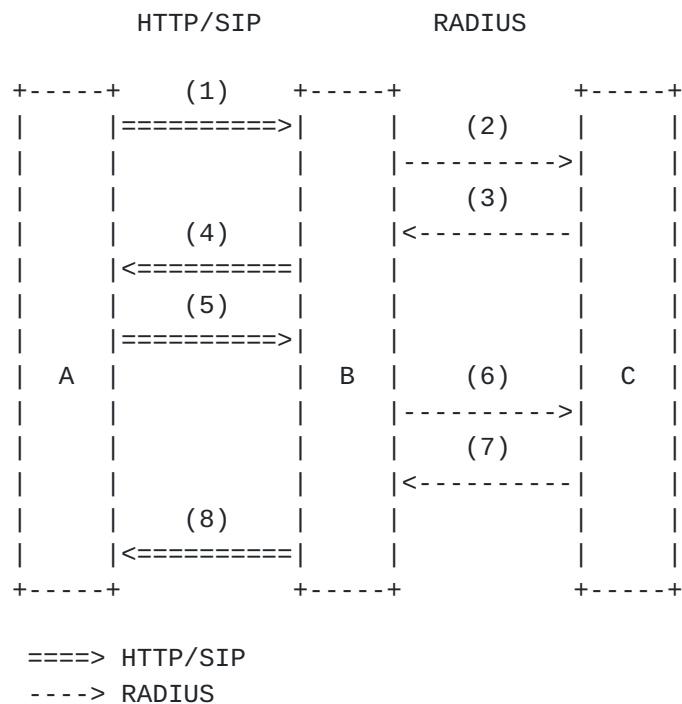 HTTP/SIP RADIUS
+-----+ (1) +-----+ +-----+
| |==========>| | (2) | |
| | | |---------->| |
| | | | (3) | |
| | (4) | |<----------| |
| |<==========| | | |
| | (5) | | | |
| |==========>| | | |
| A | | B | (6) | C |
| | | |---------->| |
| | | | (7) | |
| | | |<----------| |
| | (8) | | | |
| |<==========| | | |
+-----+ +-----+ +-----+
====> HTTP/SIP
----> RADIUS